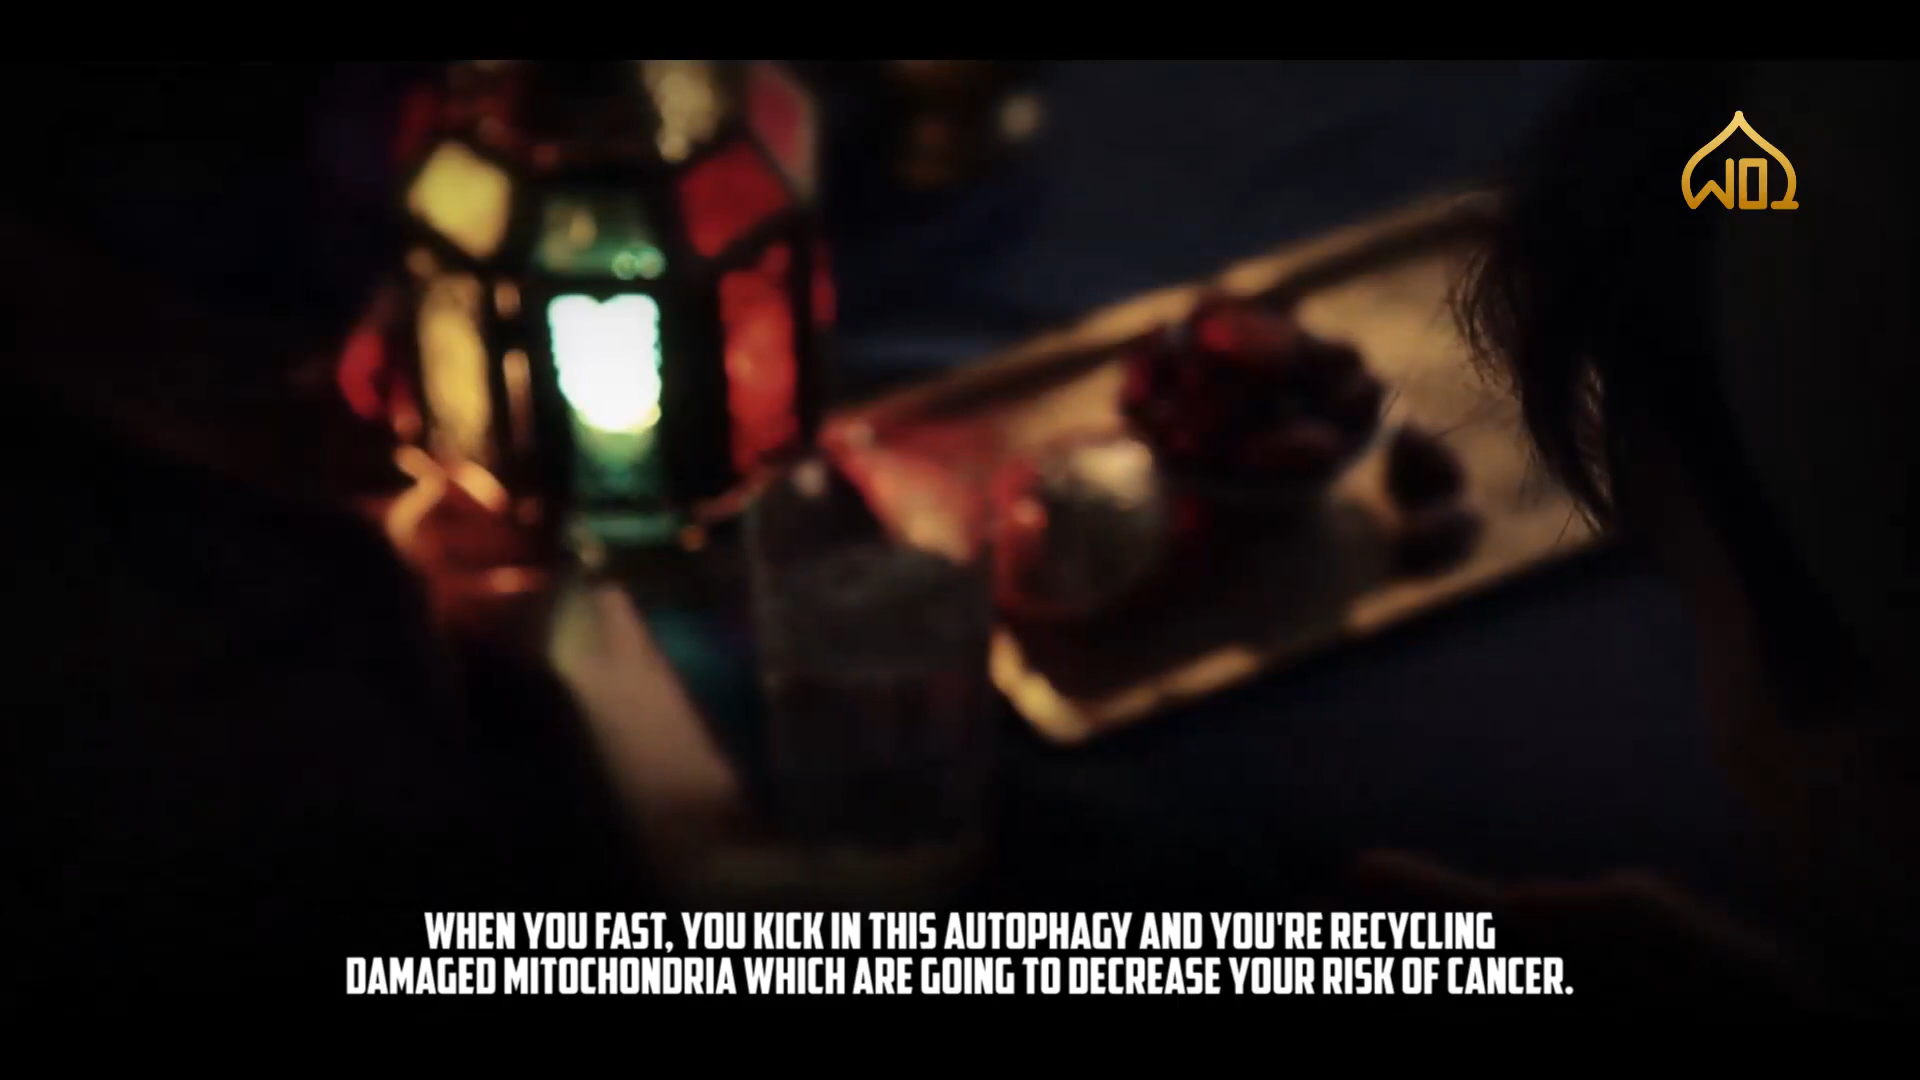 WHEN YOU FAST, YOU KICK IN THIS AUTOPHAGY AND YOU'RE RECYCLING
DAMAGED MITOCHONDRIA WHICH ARE GOING TO DECREASE YOUR RISK OF CANCER.